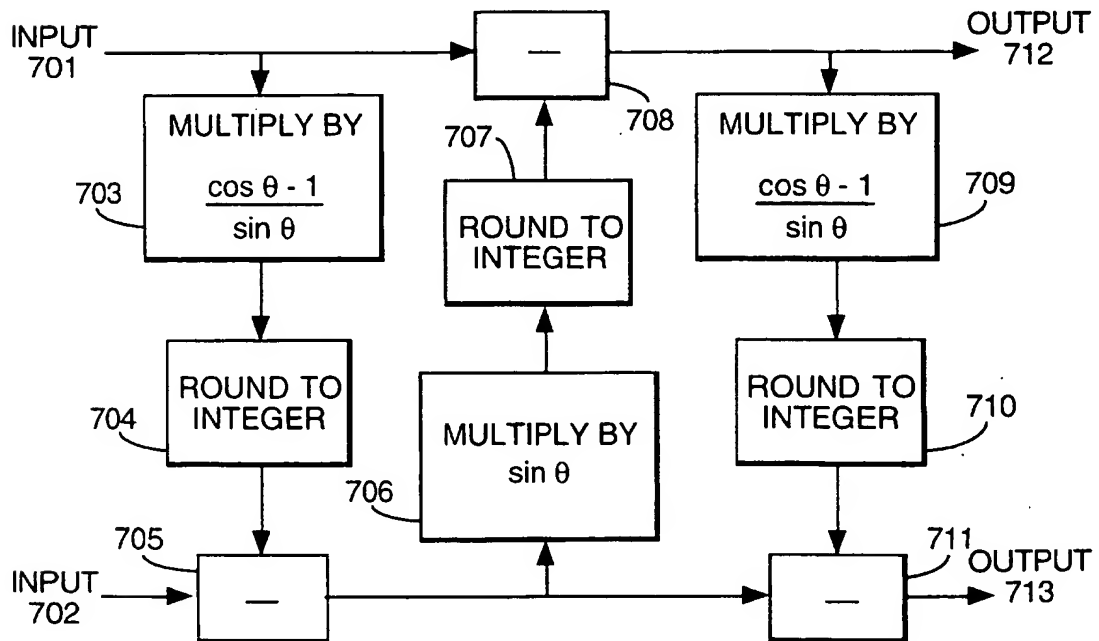 INPUT
701
—
OUTPUT
712
708
MULTIPLY BY
cos θ - 1
sin θ
703
707
ROUND TO
INTEGER
MULTIPLY BY
cos θ - 1
sin θ
709
ROUND TO
INTEGER
704
MULTIPLY BY
sin θ
706
ROUND TO
INTEGER
710
705
INPUT
702
—
—
711
OUTPUT
713